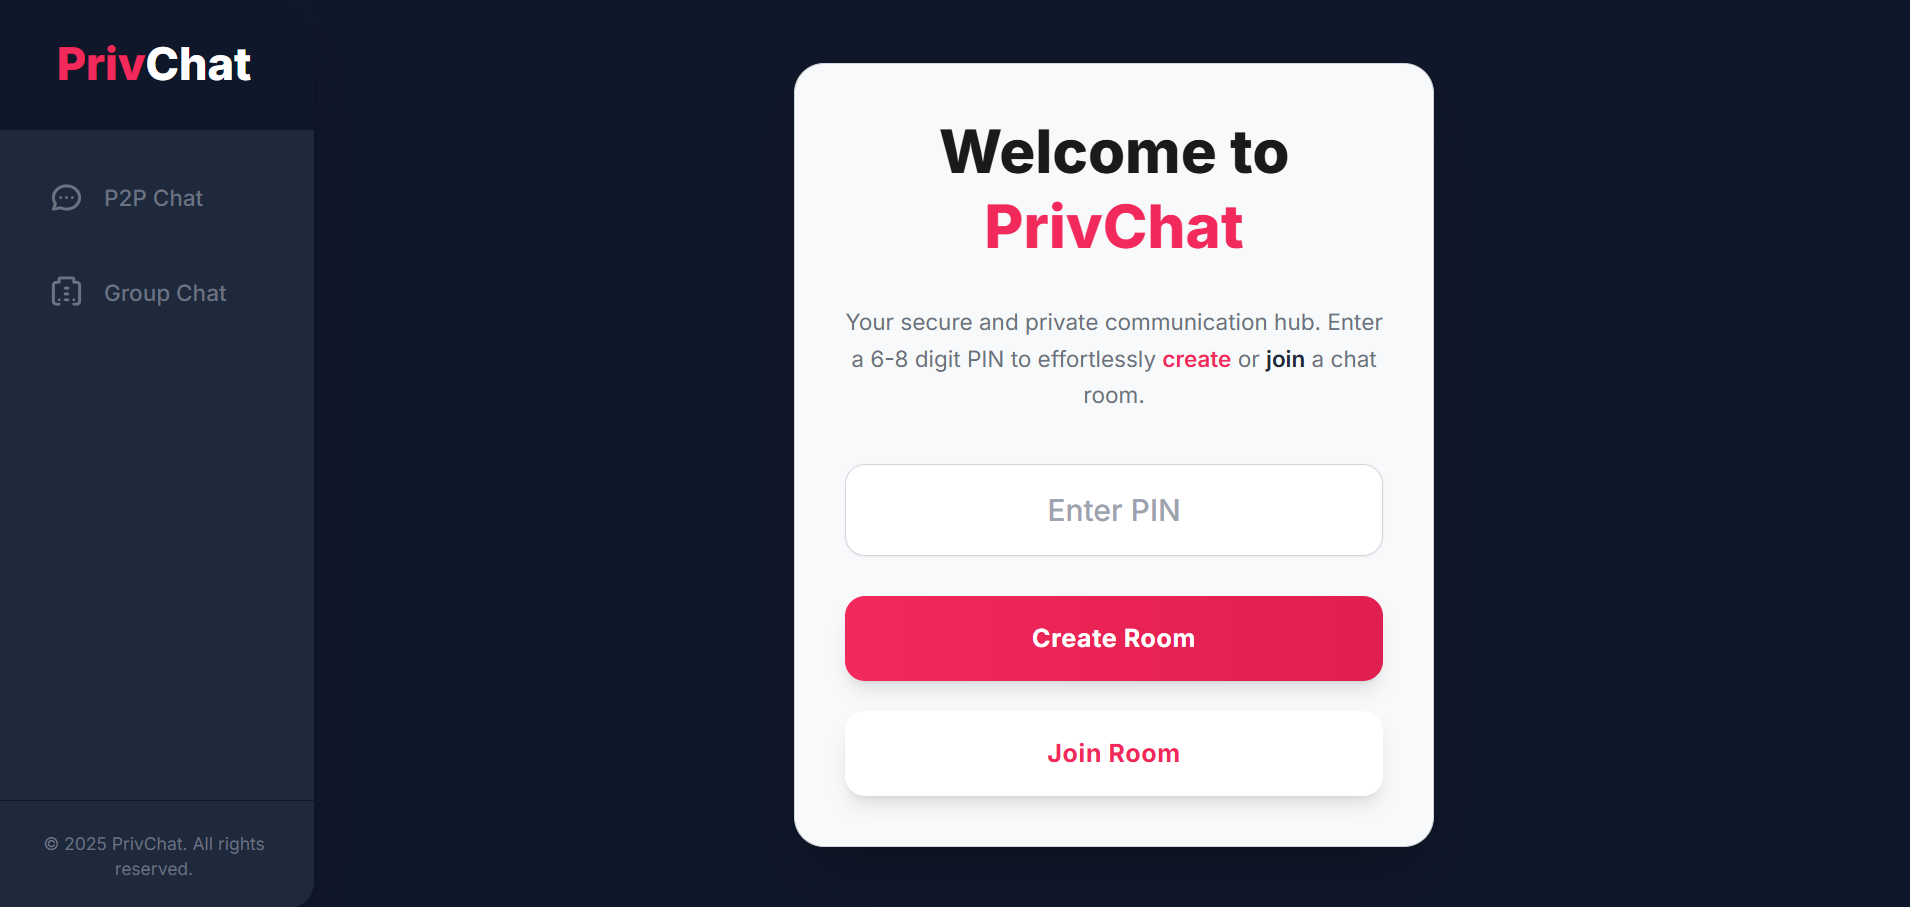 PrivChat
P2P Chat
Group Chat
© 2025 PrivChat. All rights
reserved.
Welcome to
PrivChat
Your secure and private communication hub. Enter
a 6-8 digit PIN to effortlessly create or join a chat
room.
Enter PIN
Create Room
Join Room